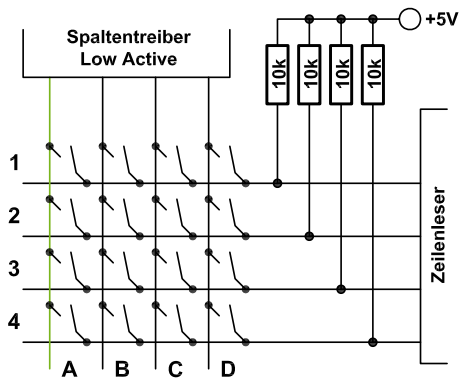 Spaltentreiber
Low Active
+5V
10k
10k
10k
10k
1
2
3
4
Zeilenleser
A
B
C
D